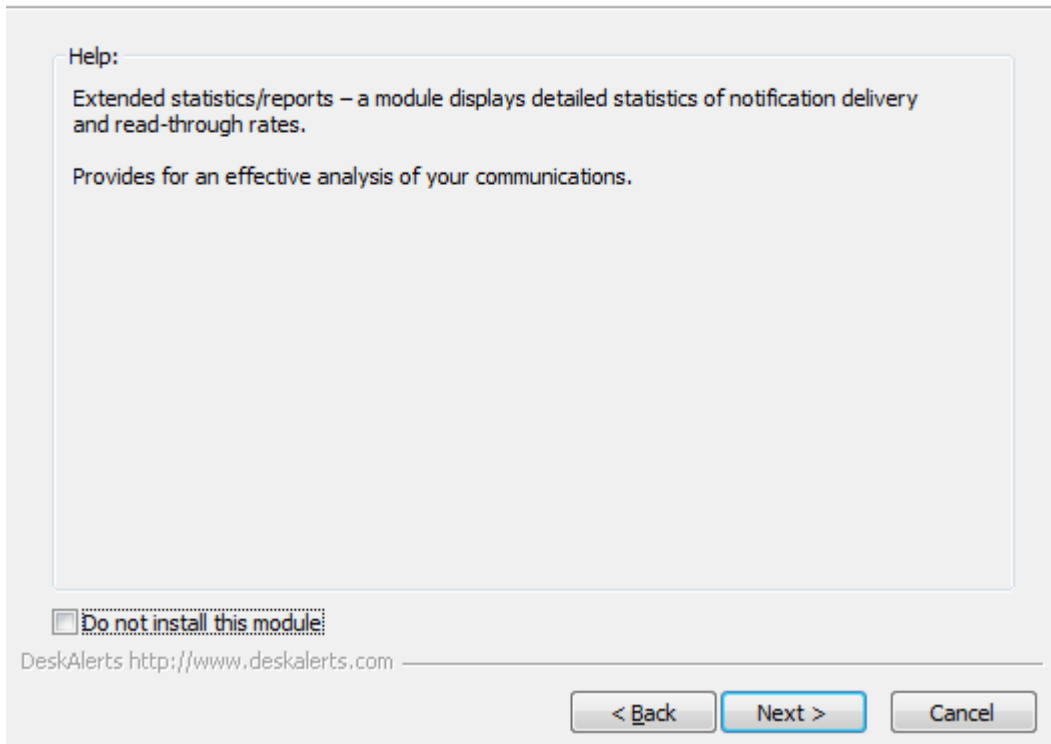 Help:
Extended statistics/reports – a module displays detailed statistics of notification delivery
and read-through rates.
Provides for an effective analysis of your communications.
Do not install this module
DeskAlerts http://www.deskalerts.com
< Back
Next >
Cancel